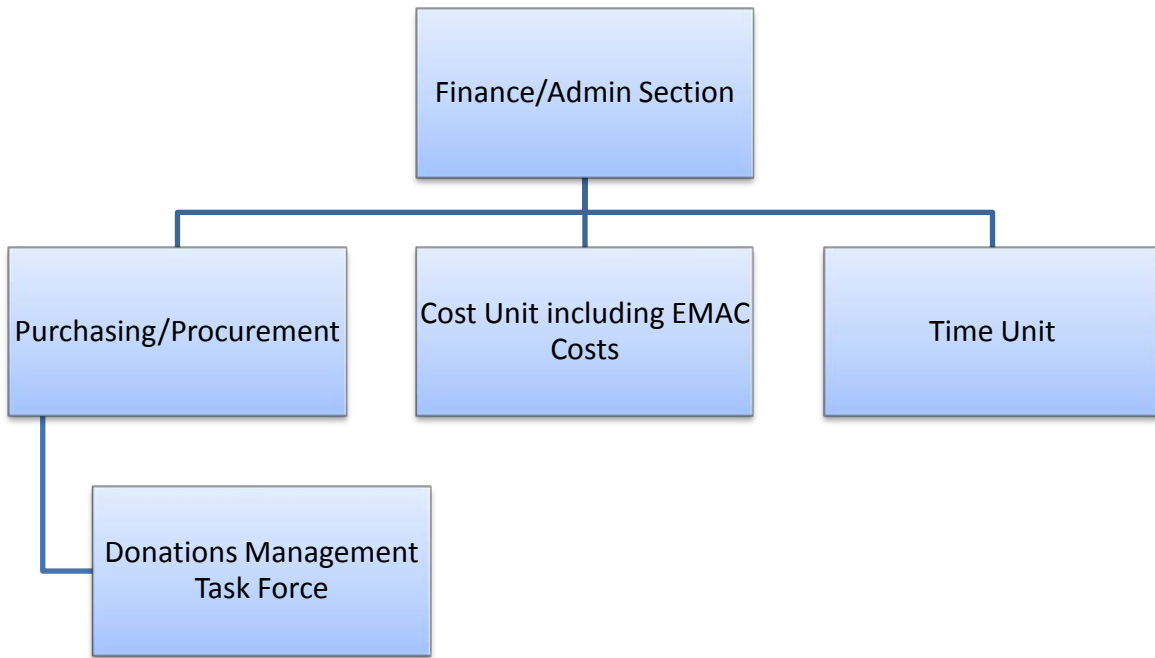 Finance/Admin Section
Purchasing/Procurement
Cost Unit including EMAC
Costs
Time Unit
Donations Management
Task Force